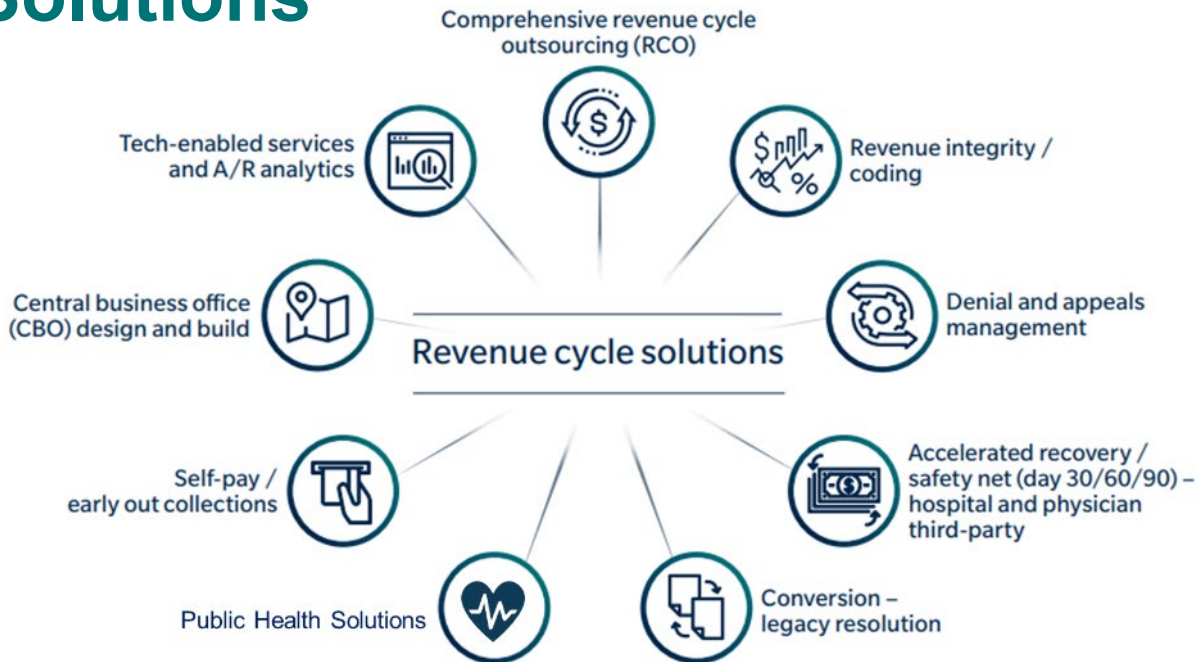 Solutions
Comprehensive revenue cycle
outsourcing (RCO)
Tech-enabled services
and A/R analytics
Revenue integrity /
coding
Central business office
(CBO) design and build
Denial and appeals
management
Revenue cycle solutions
Self-pay /
early out collections
Accelerated recovery /
safety net (day 30/60/90) –
hospital and physician
third-party
Public Health Solutions
Conversion –
legacy resolution